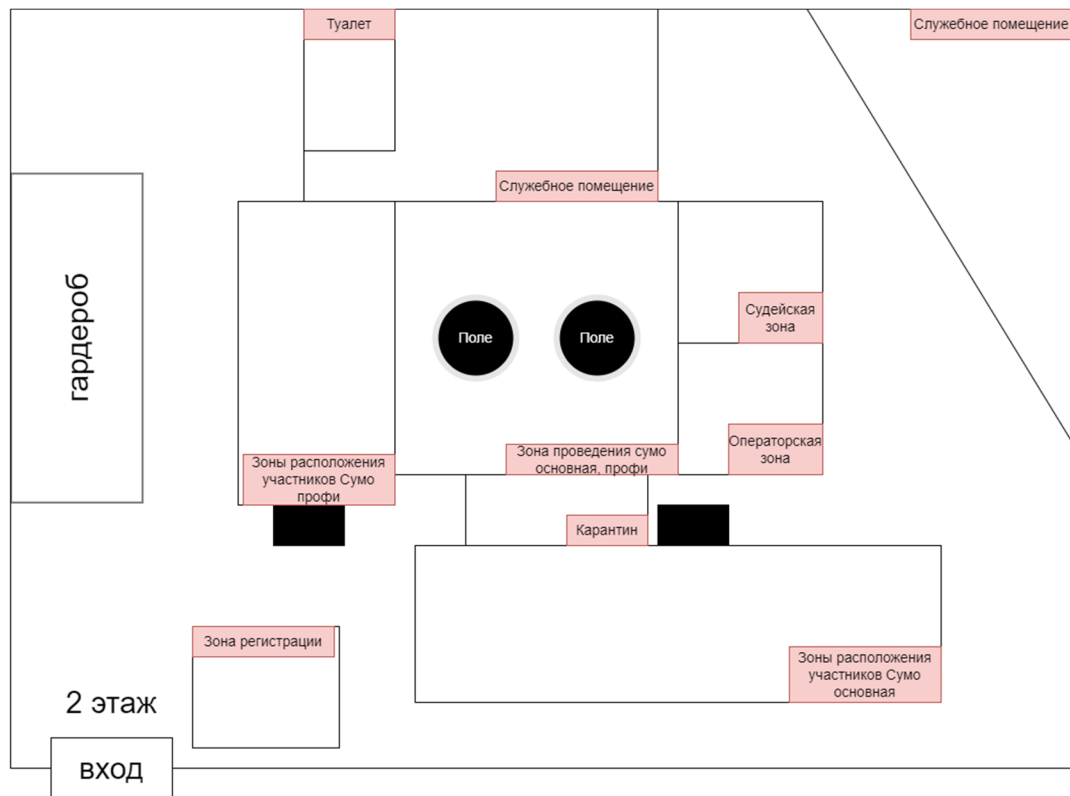 Туалет
Служебное помещение
Служебное помещение
гардероб
Поле
Поле
Судейская
зона
Операторская
зона
Зона проведения сумо
основная, профи
Зоны расположения
участников Сумо
профи
Карантин
Зона регистрации
Зоны расположения
участников Сумо
основная
2 этаж
вход